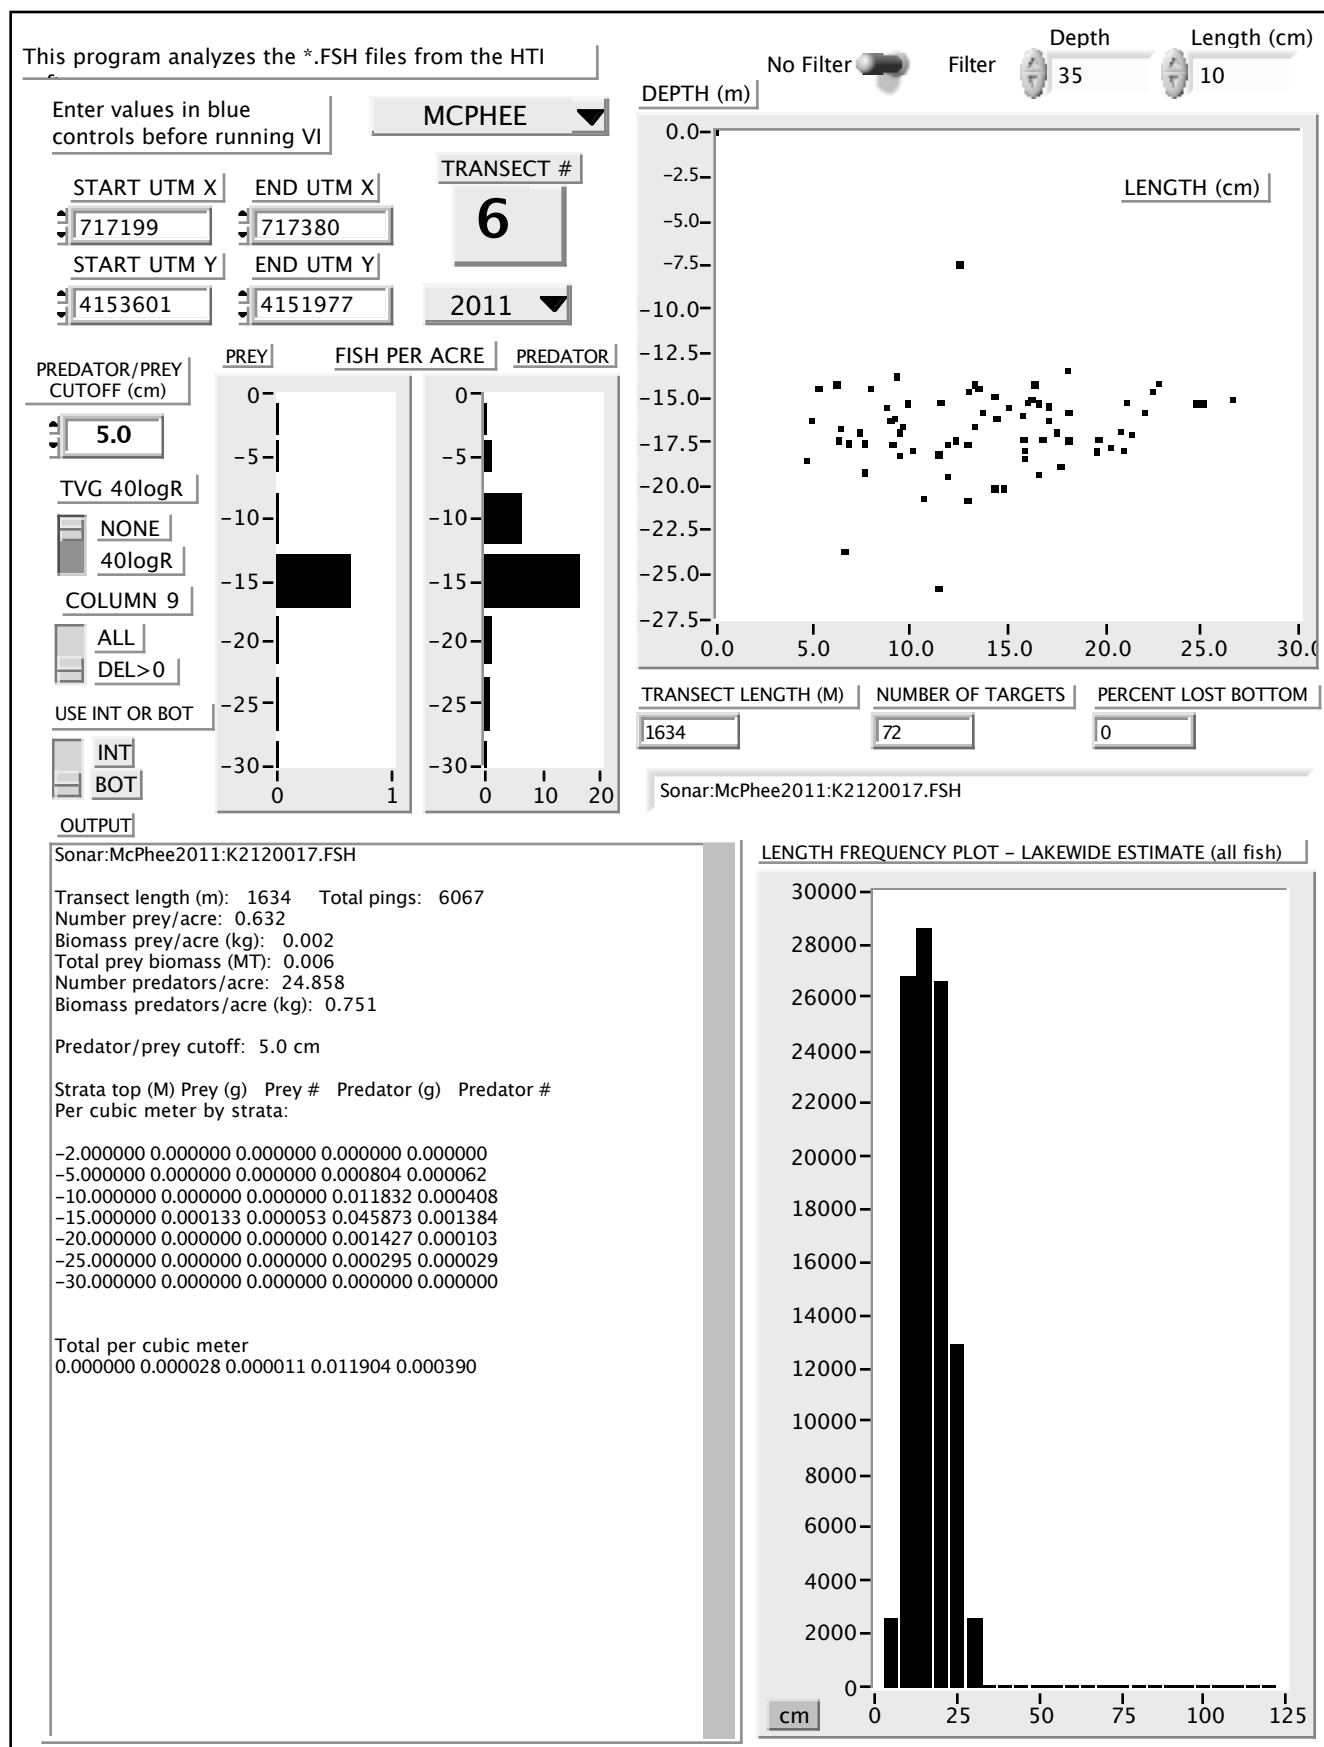 This program analyzes the *.FSH files from the HTI
No Filter
Filter
Depth
35
Length (cm)
10
Enter values in blue
controls before running VI
MCPHEE
TRANSECT #
6
2011
START UTM X
717199
END UTM X
717380
START UTM Y
4153601
END UTM Y
4151977
DEPTH (m)
LENGTH (cm)
0.0
-2.5
-5.0
-7.5
-10.0
-12.5
-15.0
-17.5
-20.0
-22.5
-25.0
-27.5
0.0 5.0 10.0 15.0 20.0 25.0 30.0
PREDATOR/PREY
CUTOFF (cm)
5.0
TVG 40logR
NONE
40logR
COLUMN 9
ALL
DEL>0
USE INT OR BOT
INT
BOT
PREY
FISH PER ACRE
PREDATOR
0
-5
-10
-15
-20
-25
-30
0 1
0
-5
-10
-15
-20
-25
-30
0 10 20
TRANSECT LENGTH (M)
1634
NUMBER OF TARGETS
72
PERCENT LOST BOTTOM
0
Sonar:McPhee2011:K2120017.FSH
OUTPUT
Sonar:McPhee2011:K2120017.FSH
Transect length (m): 1634 Total pings: 6067
Number prey/acre: 0.632
Biomass prey/acre (kg): 0.002
Total prey biomass (MT): 0.006
Number predators/acre: 24.858
Biomass predators/acre (kg): 0.751
Predator/prey cutoff: 5.0 cm
Strata top (M) Prey (g) Prey # Predator (g) Predator #
Per cubic meter by strata:
-2.000000 0.000000 0.000000 0.000000 0.000000
-5.000000 0.000000 0.000000 0.000804 0.000062
-10.000000 0.000000 0.000000 0.011832 0.000408
-15.000000 0.000133 0.000053 0.045873 0.001384
-20.000000 0.000000 0.000000 0.001427 0.000103
-25.000000 0.000000 0.000000 0.000295 0.000029
-30.000000 0.000000 0.000000 0.000000 0.000000
Total per cubic meter
0.000000 0.000028 0.000011 0.011904 0.000390
LENGTH FREQUENCY PLOT - LAKEWIDE ESTIMATE (all fish)
30000
28000
26000
24000
22000
20000
18000
16000
14000
12000
10000
8000
6000
4000
2000
0
cm
0 25 50 75 100 125